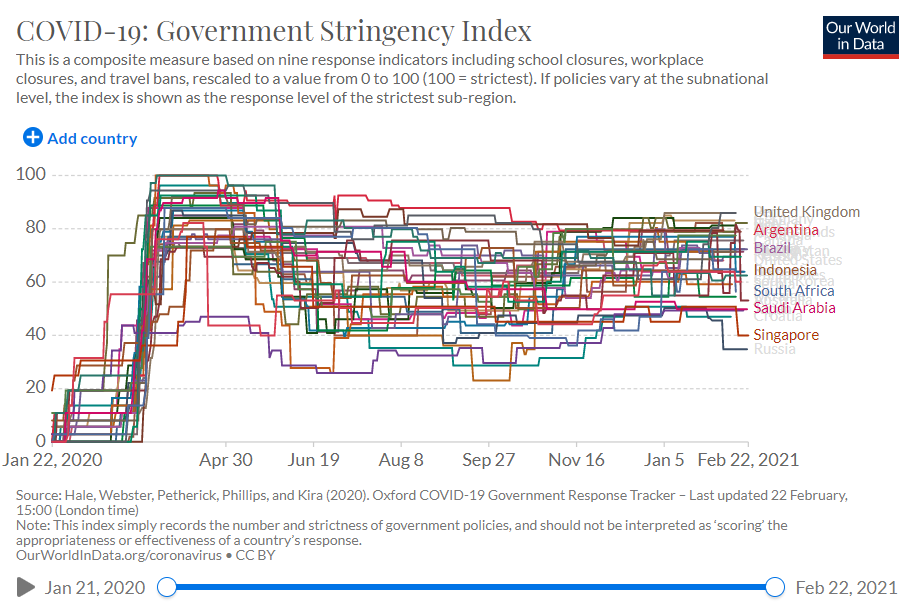 COVID-19: Government Stringency Index
Our World
in Data
This is a composite measure based on nine response indicators including school closures, workplace
closures, and travel bans, rescaled to a value from 0 to 100 (100 = strictest). If policies vary at the subnational
level, the index is shown as the response level of the strictest sub-region.
Add country
100
80
60
40
20
0
United Kingdom
Argentina
Brazil
Indonesia
South Africa
Saudi Arabia
Singapore
Russia
Jan 22, 2020
Apr 30
Jun 19
Aug 8
Sep 27
Nov 16
Jan 5
Feb 22, 2021
Source: Hale, Webster, Petherick, Phillips, and Kira (2020). Oxford COVID-19 Government Response Tracker – Last updated 22 February,
15:00 (London time)
Note: This index simply records the number and strictness of government policies, and should not be interpreted as ‘scoring’ the
appropriateness or effectiveness of a country’s response.
OurWorldInData.org/coronavirus • CC BY
Jan 21, 2020
Feb 22, 2021